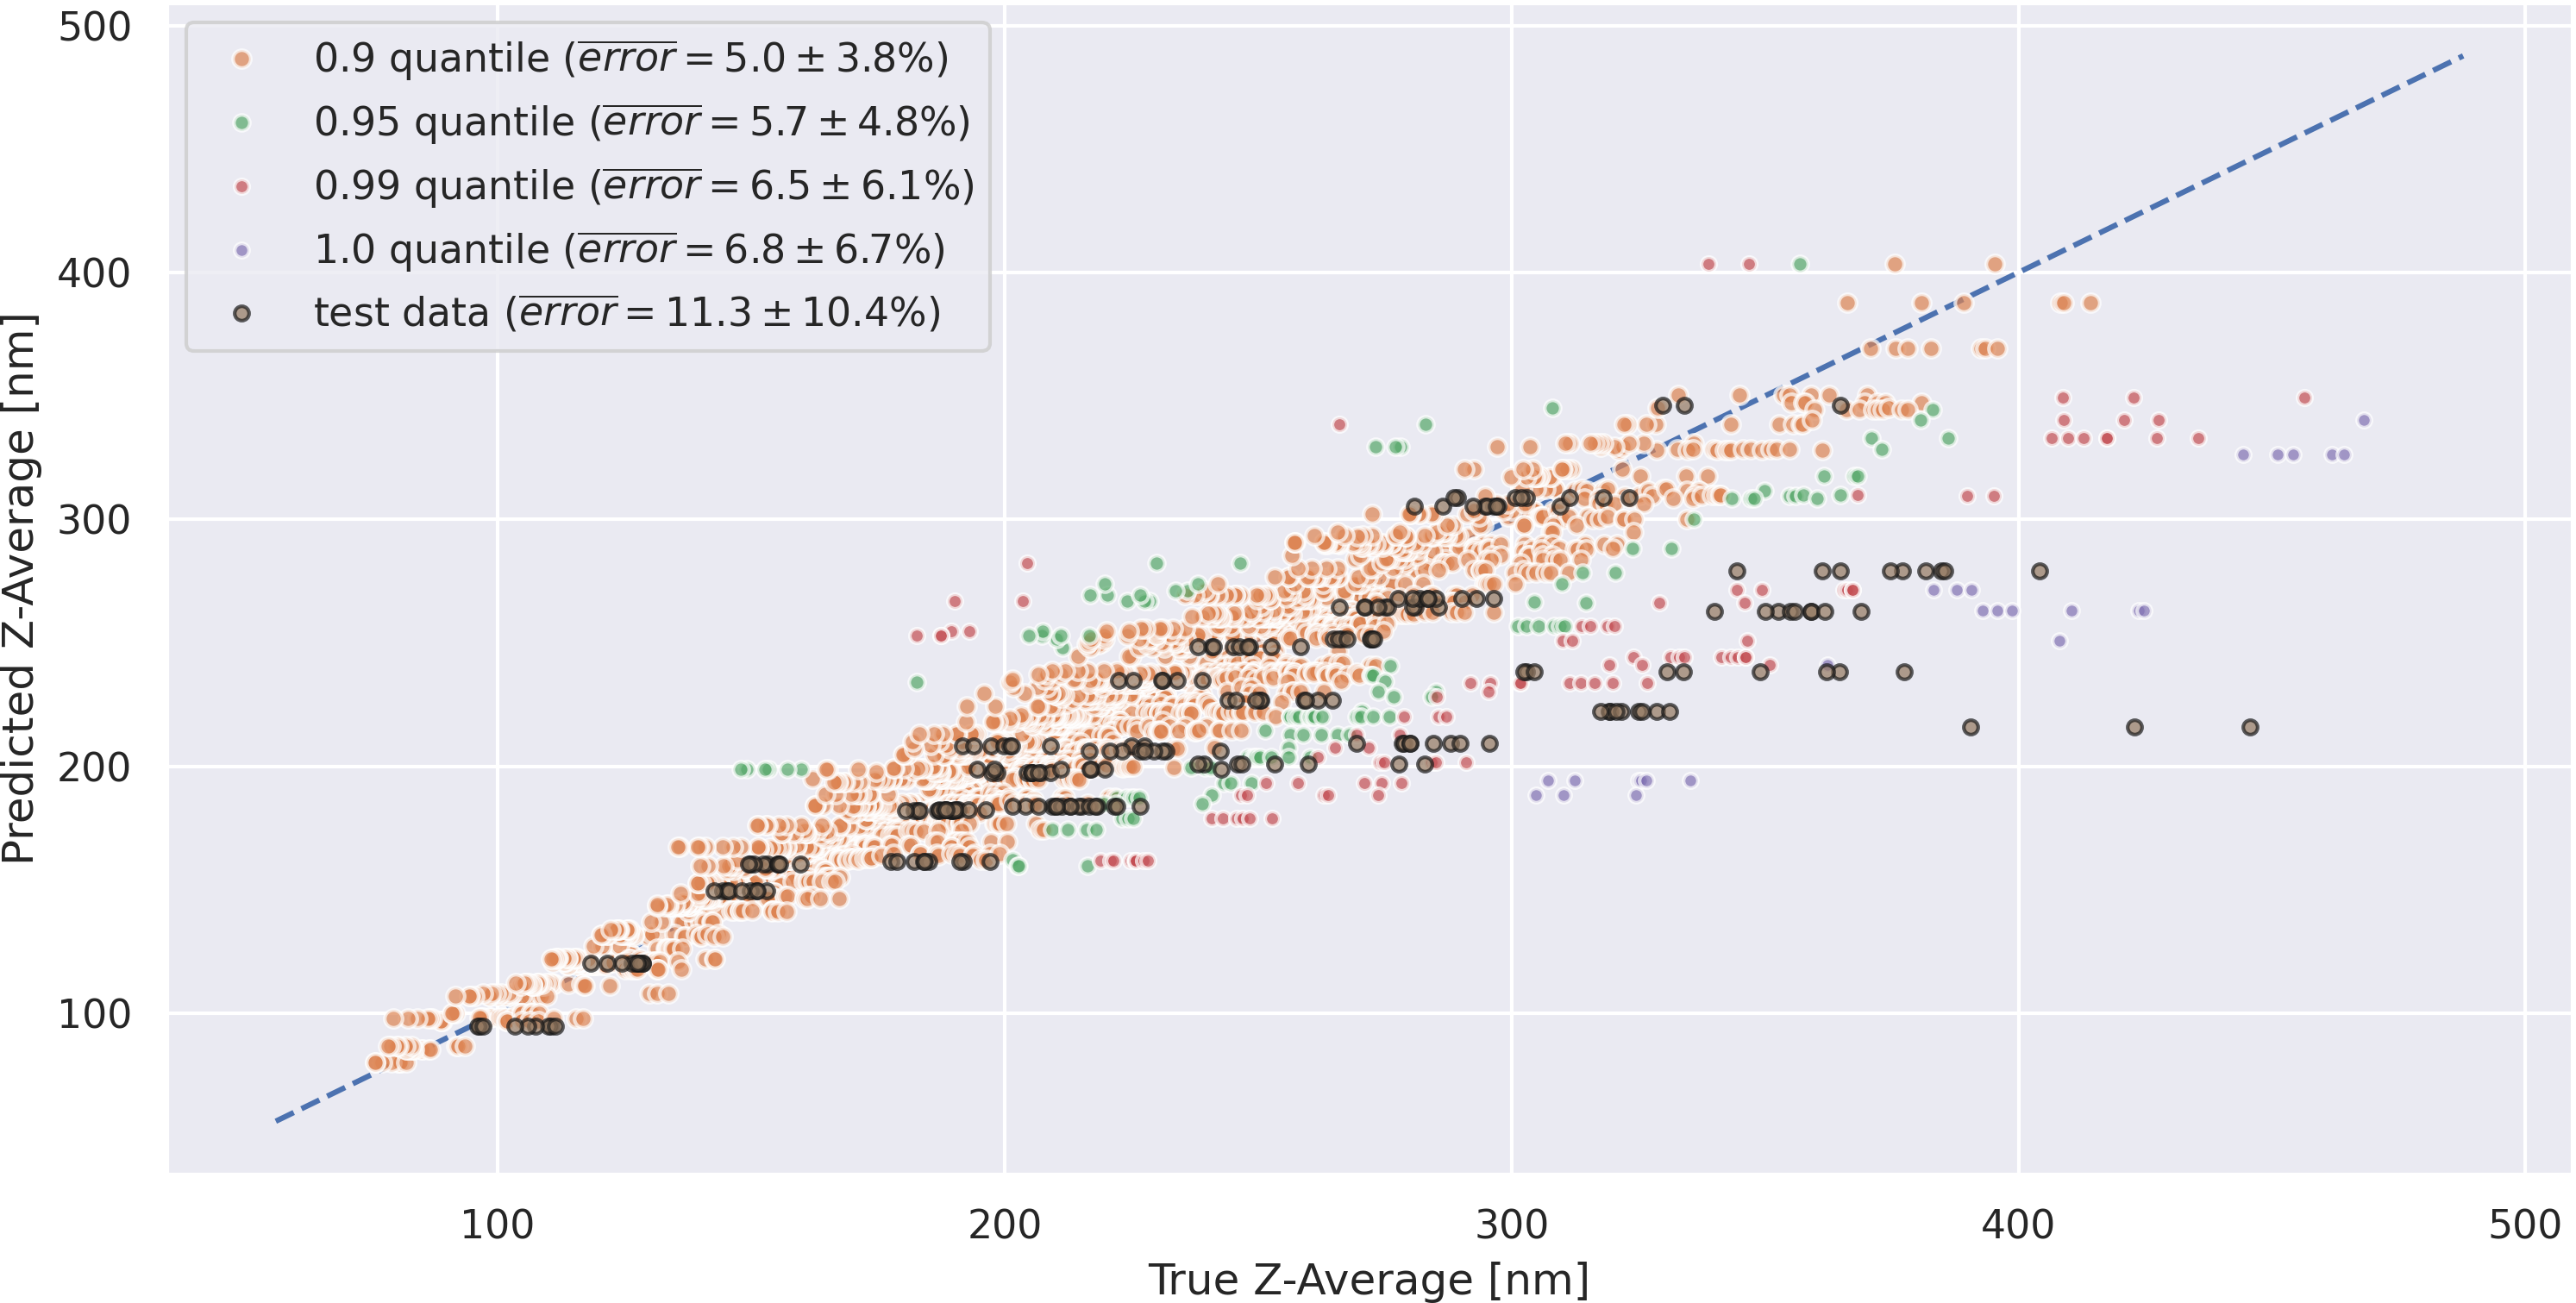 500
400
300
200
100
Predicted Z-Average [nm]
0.9 quantile (error = 5.0 ± 3.8%)
0.95 quantile (error = 5.7 ± 4.8%)
0.99 quantile (error = 6.5 ± 6.1%)
1.0 quantile (error = 6.8 ± 6.7%)
test data (error = 11.3 ± 10.4%)
100 200 300 400 500
True Z-Average [nm]